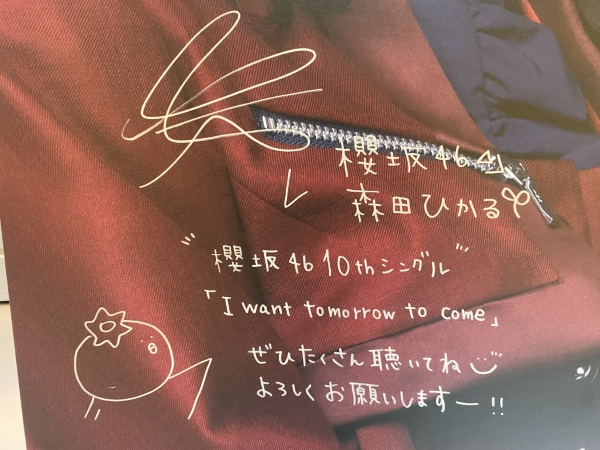 櫻坂46
森田ひかる
櫻坂46 10thシングル
「I want tomorrow to come」
ぜひたくさん聴いてね
よろしくお願いしますー!!